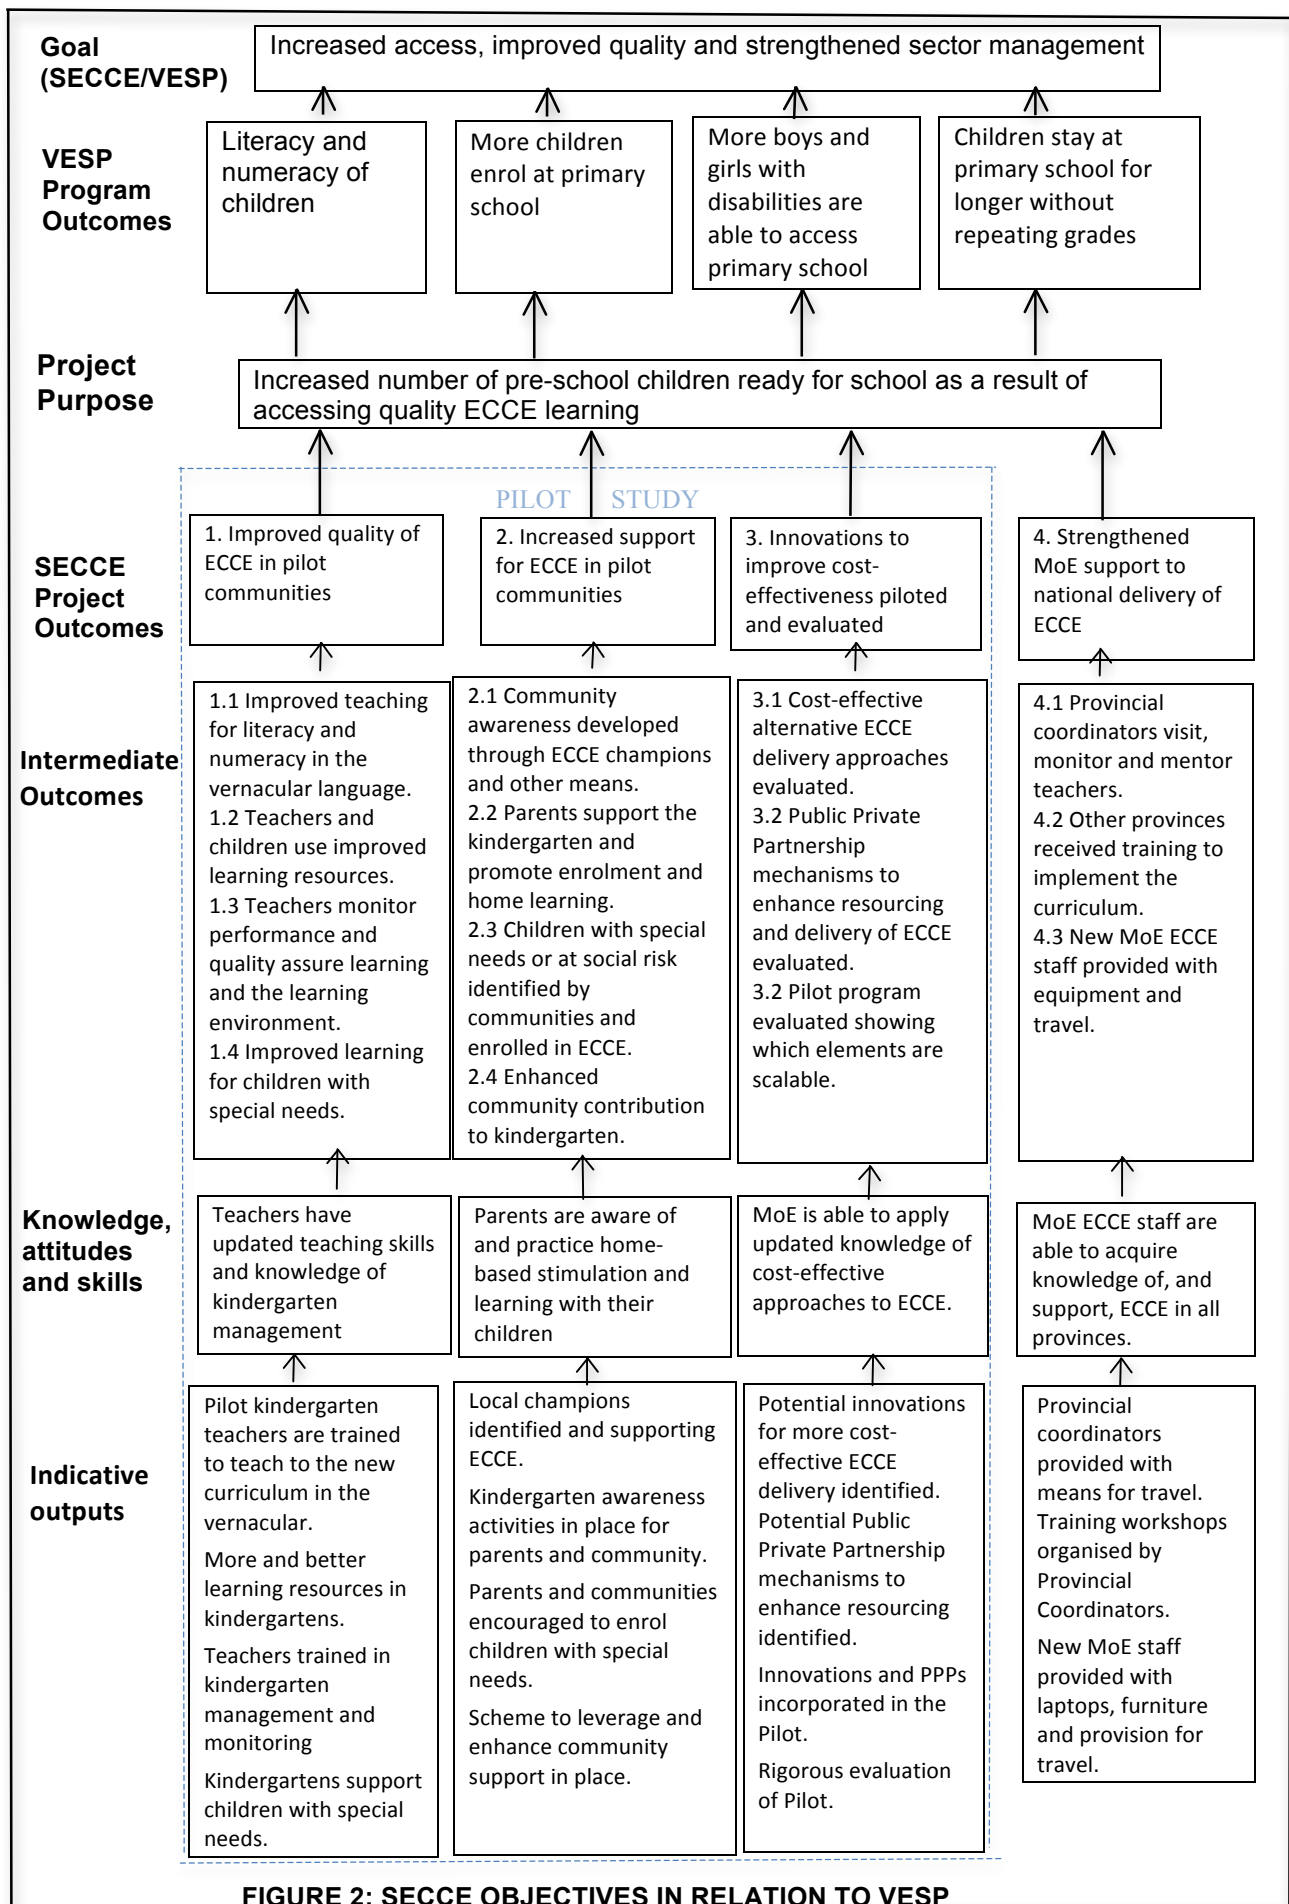 Goal
(SECCE/VESP)
Increased access, improved quality and strengthened sector management
VESP
Program
Outcomes
Literacy and
numeracy of
children
More children
enrol at primary
school
More boys and
girls with
disabilities are
able to access
primary school
Children stay at
primary school for
longer without
repeating grades
Project
Purpose
Increased number of pre-school children ready for school as a result of
accessing quality ECCE learning
PILOT STUDY
SECCE
Project
Outcomes
1. Improved quality of
ECCE in pilot
communities
2. Increased support
for ECCE in pilot
communities
3. Innovations to
improve cost-
effectiveness piloted
and evaluated
4. Strengthened
MoE support to
national delivery of
ECCE
Intermediate
Outcomes
1.1 Improved teaching
for literacy and
numeracy in the
vernacular language.
1.2 Teachers and
children use improved
learning resources.
1.3 Teachers monitor
performance and
quality assure learning
and the learning
environment.
1.4 Improved learning
for children with
special needs.
2.1 Community
awareness developed
through ECCE champions
and other means.
2.2 Parents support the
kindergarten and
promote enrolment and
home learning.
2.3 Children with special
needs or at social risk
identified by
communities and
enrolled in ECCE.
2.4 Enhanced
community contribution
to kindergarten.
3.1 Cost-effective
alternative ECCE
delivery approaches
evaluated.
3.2 Public Private
Partnership
mechanisms to
enhance resourcing
and delivery of ECCE
evaluated.
3.2 Pilot program
evaluated showing
which elements are
scalable.
4.1 Provincial
coordinators visit,
monitor and mentor
teachers.
4.2 Other provinces
received training to
implement the
curriculum.
4.3 New MoE ECCE
staff provided with
equipment and
travel.
Knowledge,
attitudes
and skills
Teachers have
updated teaching skills
and knowledge of
kindergarten
management
Parents are aware of
and practice home-
based stimulation and
learning with their
children
MoE is able to apply
updated knowledge of
cost-effective
approaches to ECCE.
MoE ECCE staff are
able to acquire
knowledge of, and
support, ECCE in all
provinces.
Indicative
outputs
Pilot kindergarten
teachers are trained
to teach to the new
curriculum in the
vernacular.
More and better
learning resources in
kindergartens.
Teachers trained in
kindergarten
management and
monitoring
Kindergartens support
children with special
needs.
Local champions
identified and supporting
ECCE.
Kindergarten awareness
activities in place for
parents and community.
Parents and communities
encouraged to enrol
children with special
needs.
Scheme to leverage and
enhance community
support in place.
Potential innovations
for more cost-
effective ECCE
delivery identified.
Potential Public
Private Partnership
mechanisms to
enhance resourcing
identified.
Innovations and PPPs
incorporated in the
Pilot.
Rigorous evaluation
of Pilot.
Provincial
coordinators
provided with
means for travel.
Training workshops
organised by
Provincial
Coordinators.
New MoE staff
provided with
laptops, furniture
and provision for
travel.
FIGURE 2: SECCE OBJECTIVES IN RELATION TO VESP